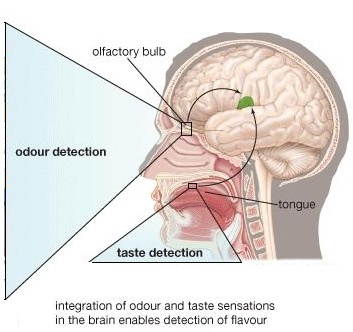 olfactory bulb
odour detection
tongue
taste detection
integration of odour and taste sensations
in the brain enables detection of flavour